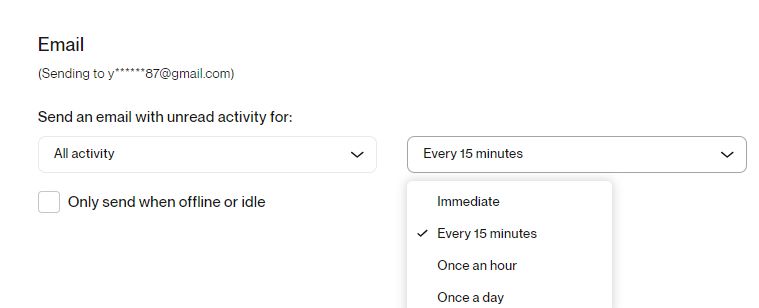 Email
(Sending to y******87@gmail.com)
Send an email with unread activity for:
All activity
Every 15 minutes
Only send when offline or idle
Immediate
Every 15 minutes
Once an hour
Once a day